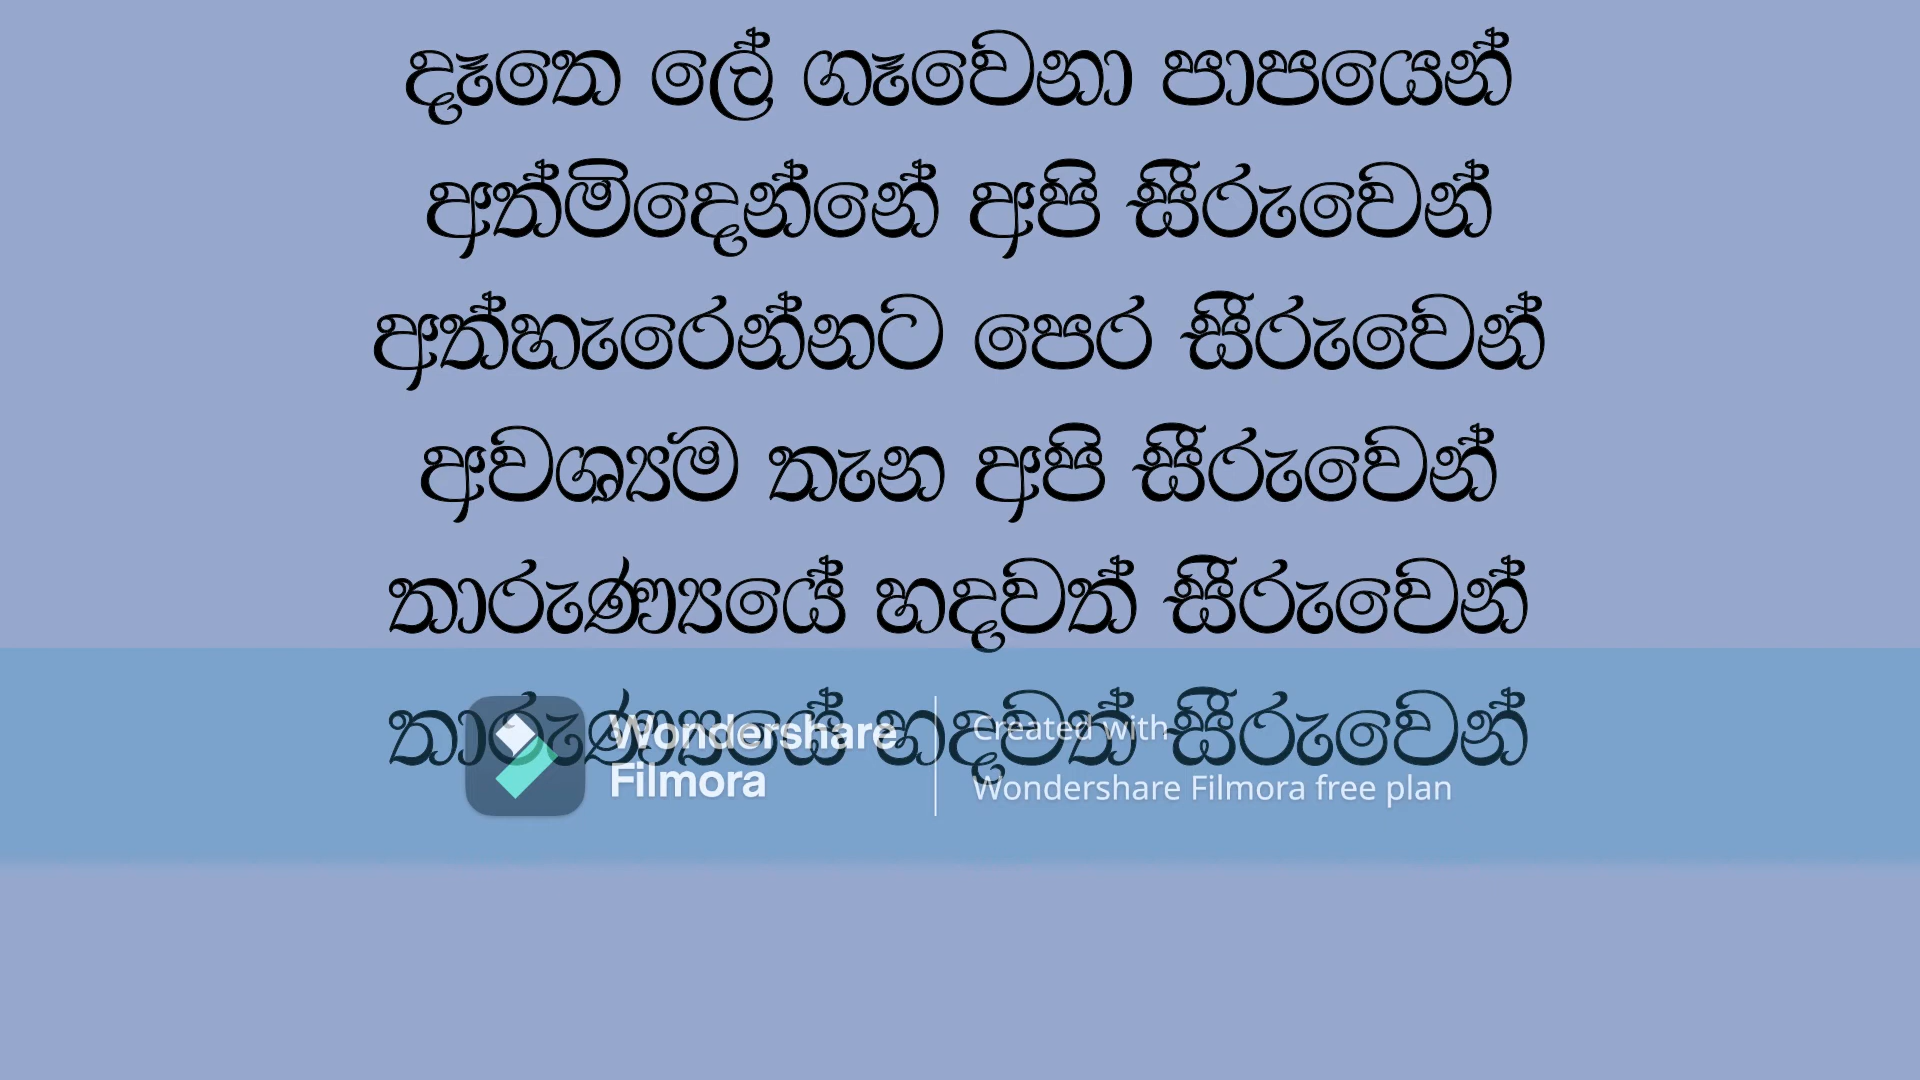 දෑතෙ ලේ ගෑවෙනා පාපයෙන්
අත්මිදෙන්නේ අපි සීරුවෙන්
අත්හැරෙන්නට පෙර සීරුවෙන්
අවශ්‍යම තැන අපි සීරුවෙන්
තාරුණ්‍යයේ හදවත් සීරුවෙන්
තාරුණ්‍යයේ හදවත් සීරුවෙන්
Wondershare
Filmora
Created with
Wondershare Filmora free plan